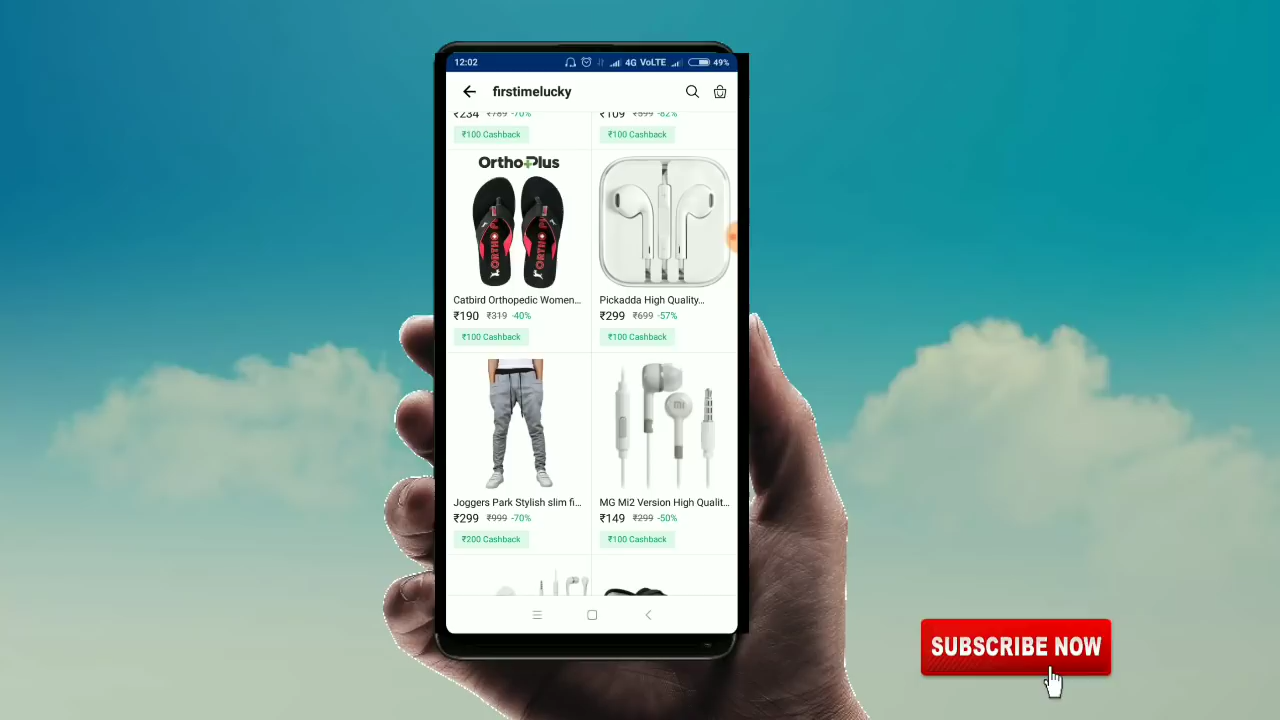 12:02 4G VoLTE 49%
firstimelucky
₹234 ₹789 -70% ₹109 ₹599 -82%
₹100 Cashback ₹100 Cashback
OrthoPlus
ORTHO
Catbird Orthopedic Women... Pickadda High Quality...
₹190 ₹319 -40% ₹299 ₹699 -57%
₹100 Cashback ₹100 Cashback
Joggers Park Stylish slim fi... MG Mi2 Version High Qualit...
₹299 ₹999 -70% ₹149 ₹299 -50%
₹200 Cashback ₹100 Cashback
SUBSCRIBE NOW